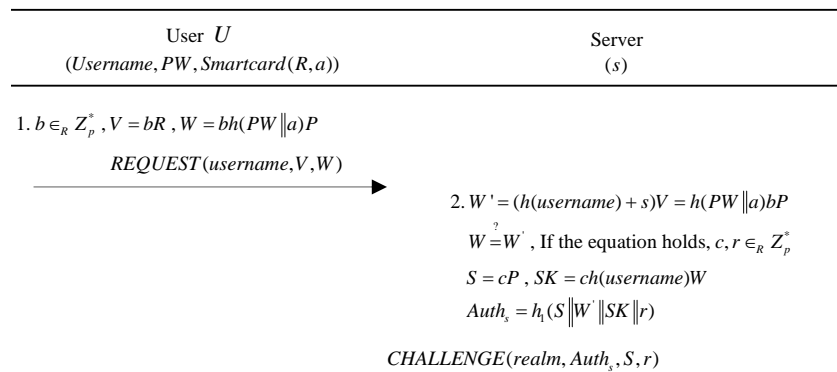 User U
(Username, PW, Smartcard(R, a))
Server
(s)
1. b ∈_R Z_p^*, V = bR, W = bh(PW‖a)P
REQUEST(username, V, W)
2. W' = (h(username) + s)V = h(PW‖a)bP
W =^? W', If the equation holds, c, r ∈_R Z_p^*
S = cP, SK = ch(username)W
Auth_s = h_1(S‖W'‖SK‖r)
CHALLENGE(realm, Auth_s, S, r)